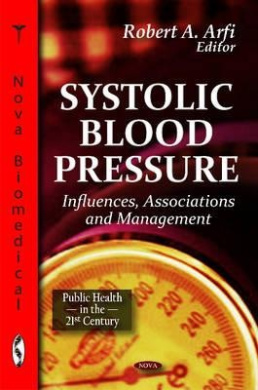 Robert A. Arfi
Editor
SYSTOLIC
BLOOD
PRESSURE
Influences, Associations
and Management
Public Health
— in the —
21st Century
Nova Biomedical
NOVA